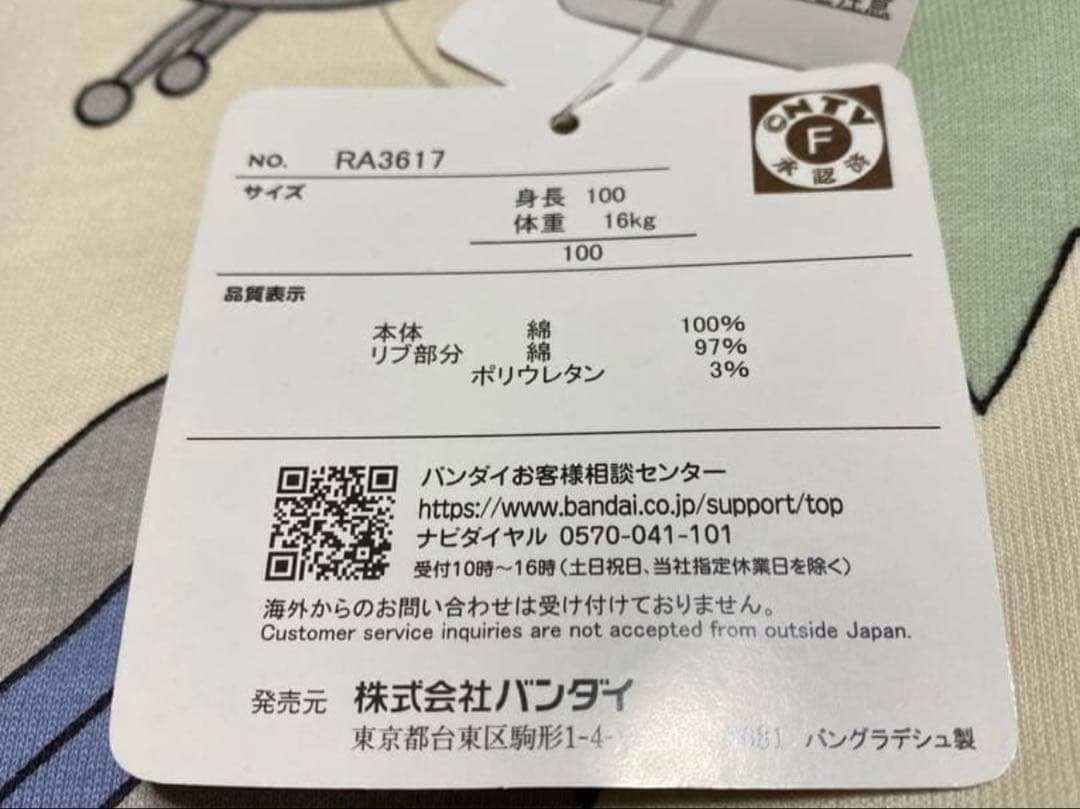 注意
NO. RA3617
CNTV
F
承認済
サイズ
身長 100
体重 16kg
100
品質表示
本体 綿 100%
リブ部分 綿 97%
ポリウレタン 3%
バンダイお客様相談センター
https://www.bandai.co.jp/support/top
ナビダイヤル 0570-041-101
受付10時〜16時(土日祝日、当社指定休業日を除く)
海外からのお問い合わせは受け付けておりません。
Customer service inquiries are not accepted from outside Japan.
発売元 株式会社バンダイ
東京都台東区駒形1-4- 8081 バングラデシュ製